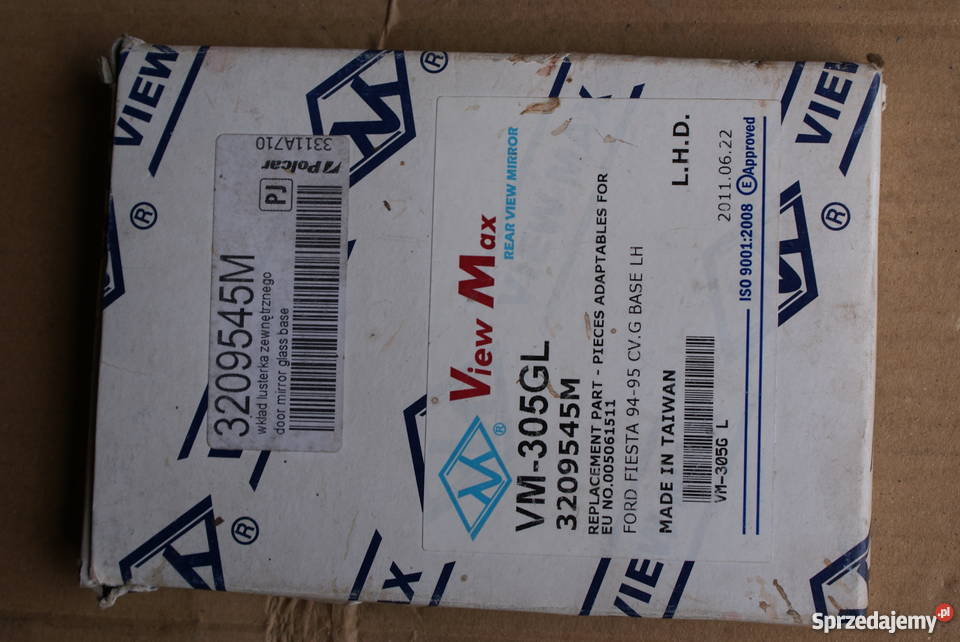 VIEW
®
®
VIEW
®
®
3209545M
wkład lusterka zewnętrznego
door mirror glass base
PJ
Polcar
3311A710
View Max
REAR VIEW MIRROR
®
VM-305GL
3209545M
REPLACEMENT PART - PIECES ADAPTABLES FOR
EU NO.005061511
FORD FIESTA 94-95 CV.G BASE LH
MADE IN TAIWAN
L.H.D.
VM-305G L
2011.06.22
ISO 9001:2008 E Approved
X
VIE
Sprzedajemy.pl